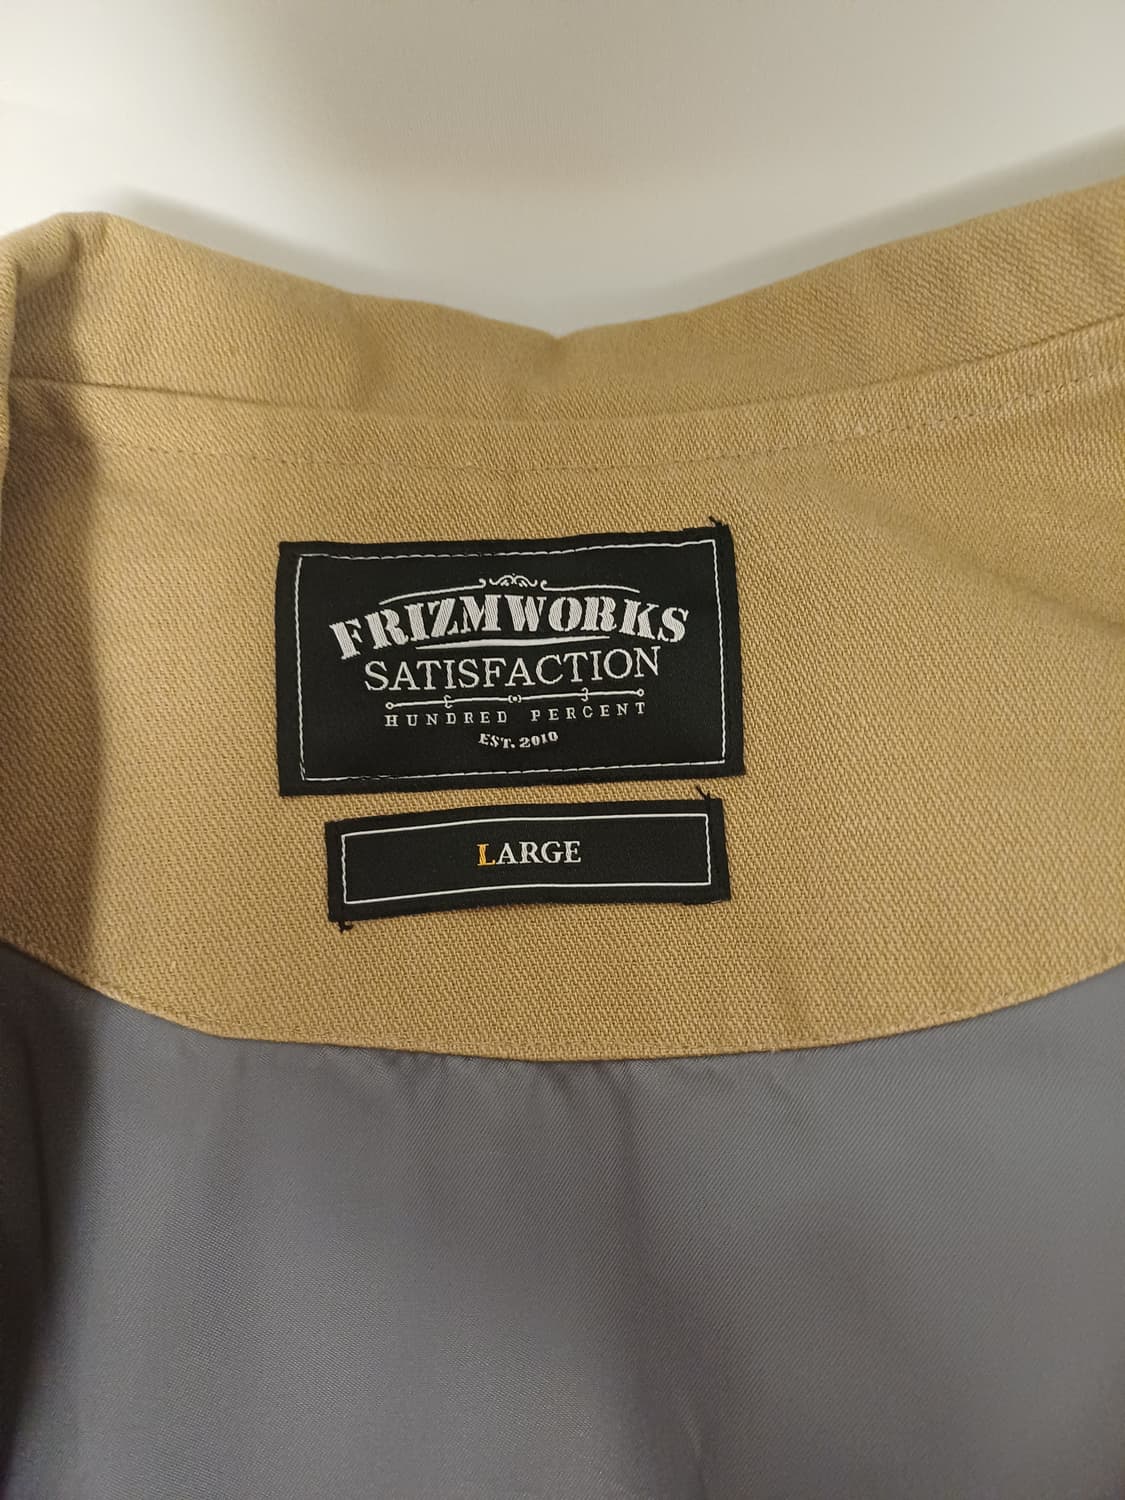 FRIZMWORKS
SATISFACTION
HUNDRED PERCENT
EST. 2010
LARGE